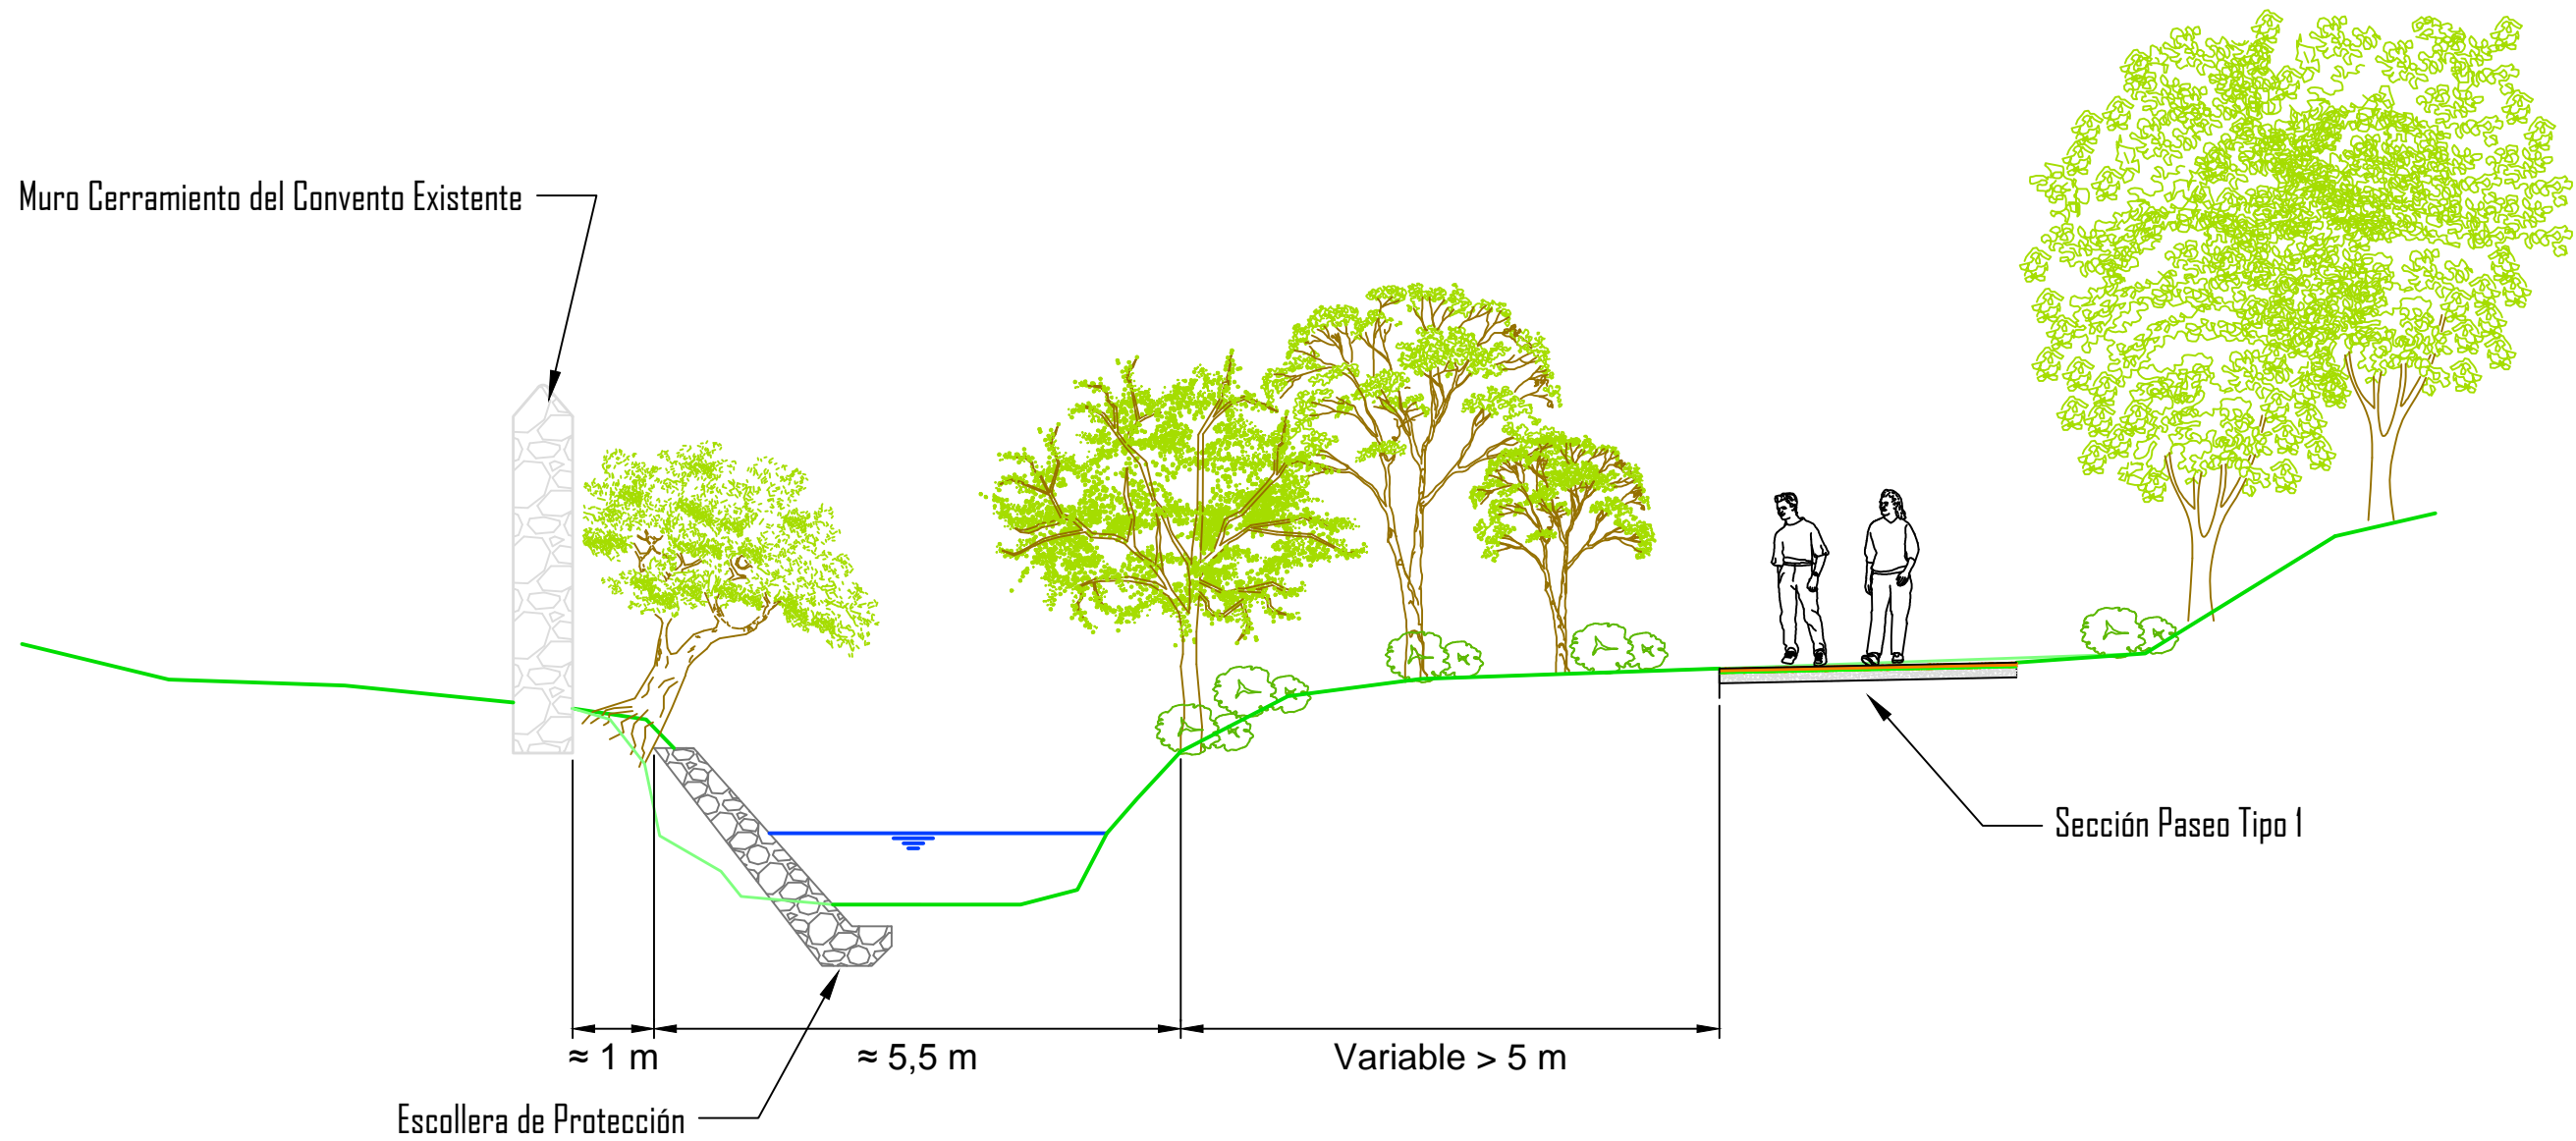 Muro Cerramiento del Convento Existente
Sección Paseo Tipo 1
≈ 1 m
≈ 5,5 m
Variable > 5 m
Escollera de Protección